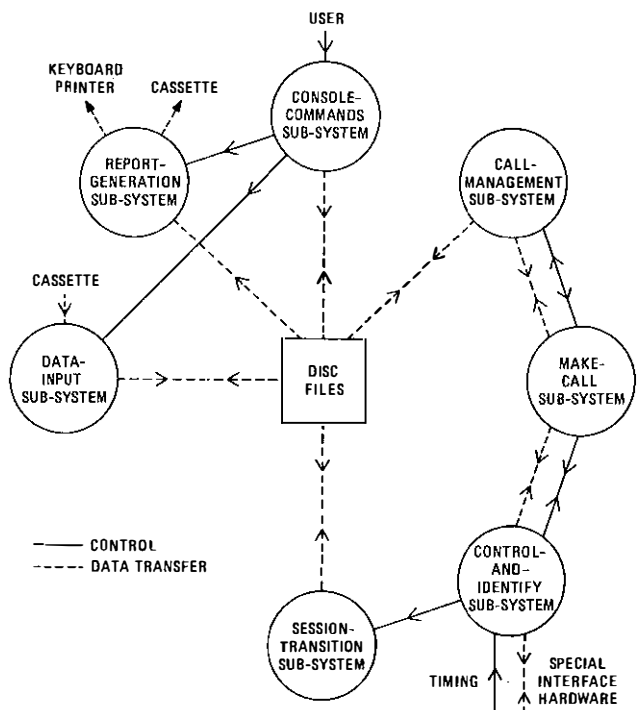 USER
KEYBOARD
PRINTER
CASSETTE
CONSOLE-
COMMANDS
SUB-SYSTEM
REPORT-
GENERATION
SUB-SYSTEM
CALL-
MANAGEMENT
SUB-SYSTEM
CASSETTE
DATA-
INPUT
SUB-SYSTEM
DISC
FILES
MAKE-
CALL
SUB-SYSTEM
CONTROL
DATA TRANSFER
CONTROL-
AND-
IDENTIFY
SUB-SYSTEM
SESSION-
TRANSITION
SUB-SYSTEM
TIMING
SPECIAL
INTERFACE
HARDWARE